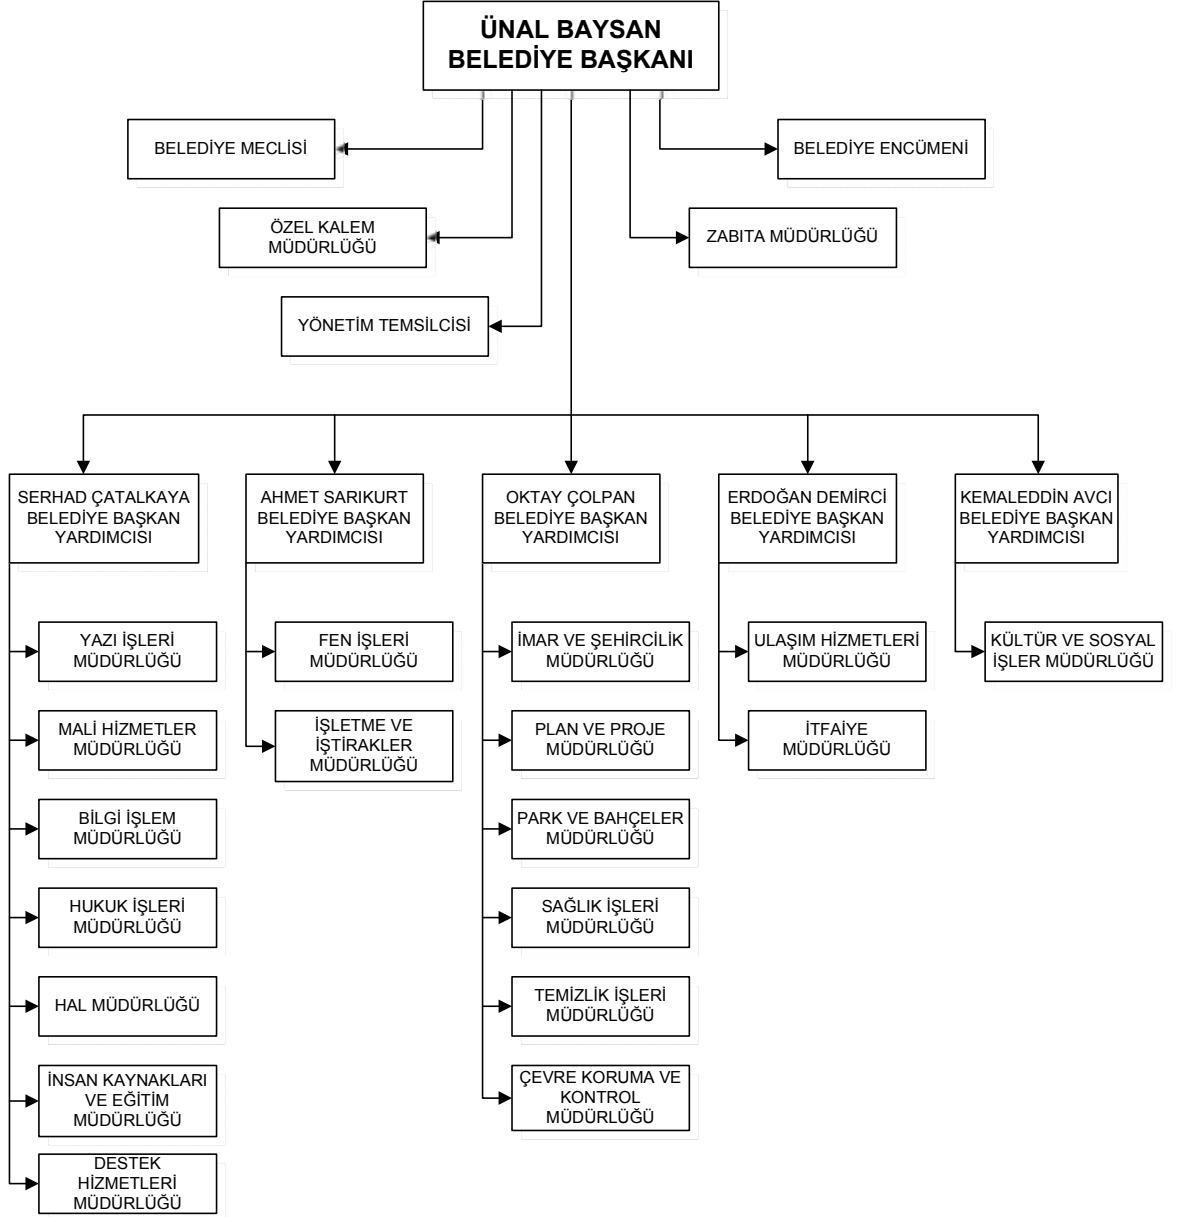 ÜNAL BAYSAN
BELEDİYE BAŞKANI
BELEDİYE MECLİSİ
BELEDİYE ENCÜMENİ
ÖZEL KALEM
MÜDÜRLÜĞÜ
ZABITA MÜDÜRLÜĞÜ
YÖNETİM TEMSİLCİSİ
SERHAD ÇATALKAYA
BELEDİYE BAŞKAN
YARDIMCISI
AHMET SARIKURT
BELEDİYE BAŞKAN
YARDIMCISI
OKTAY ÇOLPAN
BELEDİYE BAŞKAN
YARDIMCISI
ERDOĞAN DEMİRCİ
BELEDİYE BAŞKAN
YARDIMCISI
KEMALEDDİN AVCI
BELEDİYE BAŞKAN
YARDIMCISI
YAZI İŞLERİ
MÜDÜRLÜĞÜ
MALİ HİZMETLER
MÜDÜRLÜĞÜ
BİLGİ İŞLEM
MÜDÜRLÜĞÜ
HUKUK İŞLERİ
MÜDÜRLÜĞÜ
HAL MÜDÜRLÜĞÜ
İNSAN KAYNAKLARI
VE EĞİTİM
MÜDÜRLÜĞÜ
DESTEK
HİZMETLERİ
MÜDÜRLÜĞÜ
FEN İŞLERİ
MÜDÜRLÜĞÜ
İŞLETME VE
İŞTİRAKLER
MÜDÜRLÜĞÜ
İMAR VE ŞEHİRCİLİK
MÜDÜRLÜĞÜ
PLAN VE PROJE
MÜDÜRLÜĞÜ
PARK VE BAHÇELER
MÜDÜRLÜĞÜ
SAĞLIK İŞLERİ
MÜDÜRLÜĞÜ
TEMİZLİK İŞLERİ
MÜDÜRLÜĞÜ
ÇEVRE KORUMA VE
KONTROL
MÜDÜRLÜĞÜ
ULAŞIM HİZMETLERİ
MÜDÜRLÜĞÜ
İTFAİYE
MÜDÜRLÜĞÜ
KÜLTÜR VE SOSYAL
İŞLER MÜDÜRLÜĞÜ